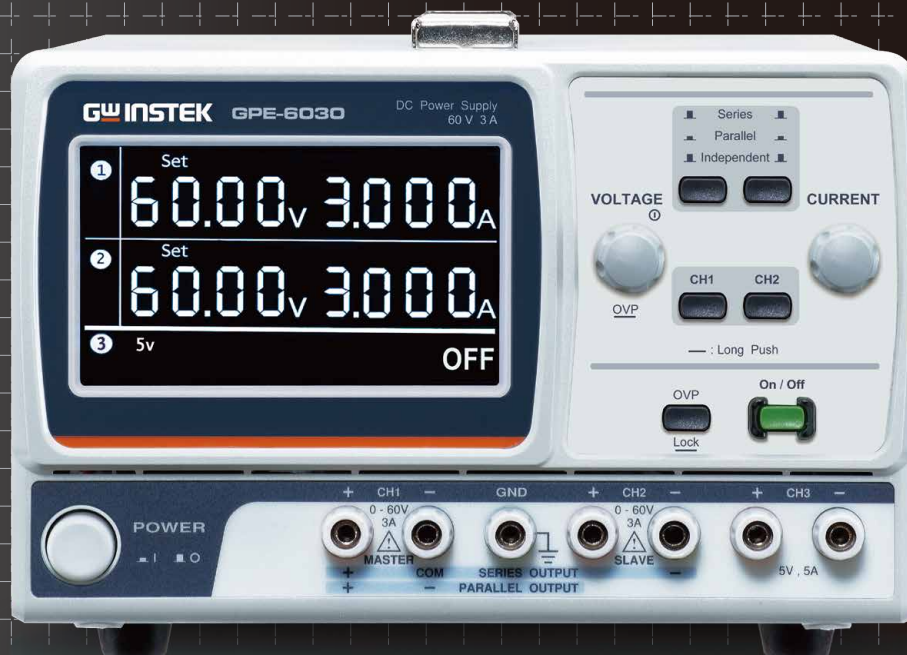 GW INSTEK GPE-6030
DC Power Supply
60 V 3 A
1 Set
60.00V 3.000A
2 Set
60.00V 3.000A
3 5v
OFF
Series
Parallel
Independent
VOLTAGE
CURRENT
OVP
CH1 CH2
— : Long Push
OVP
Lock
On / Off
POWER
I O
+ CH1 − GND + CH2 − + CH3 −
0 - 60V
3A
MASTER
0 - 60V
3A
SLAVE
5V , 5A
+ COM SERIES OUTPUT −
+ − PARALLEL OUTPUT